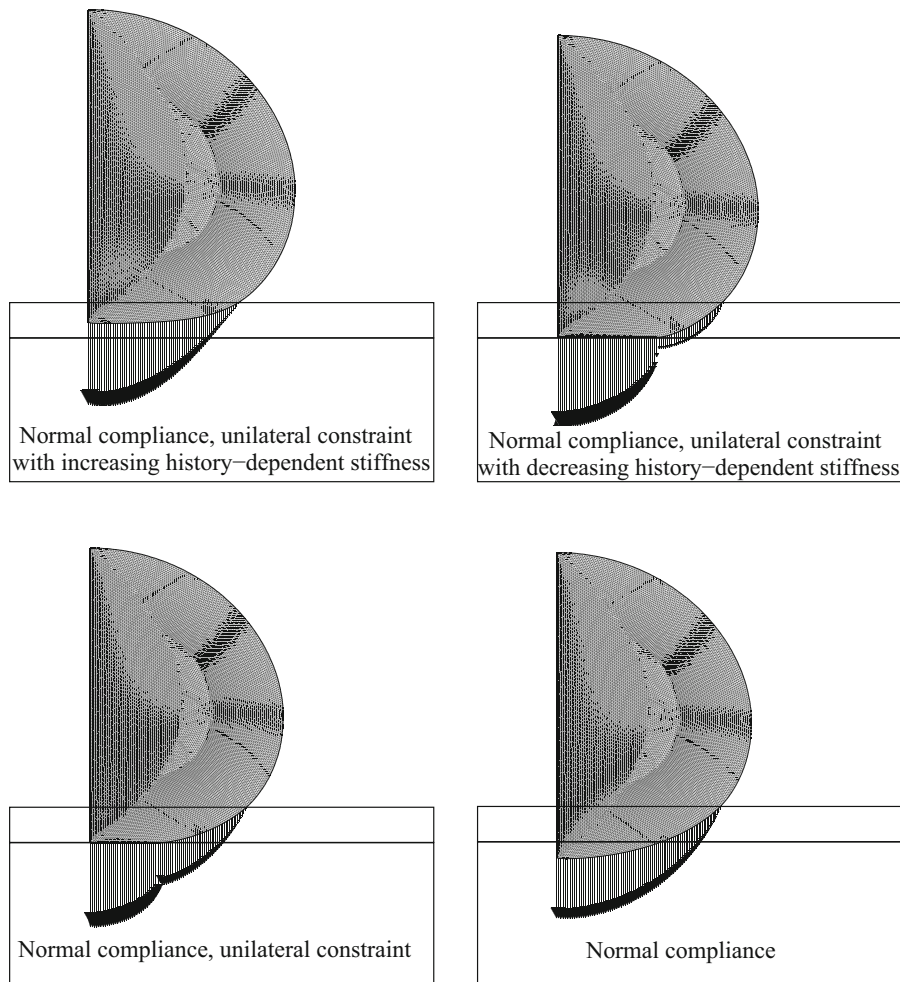 Normal compliance, unilateral constraint
with increasing history−dependent stiffness
Normal compliance, unilateral constraint
with decreasing history−dependent stiffness
Normal compliance, unilateral constraint
Normal compliance